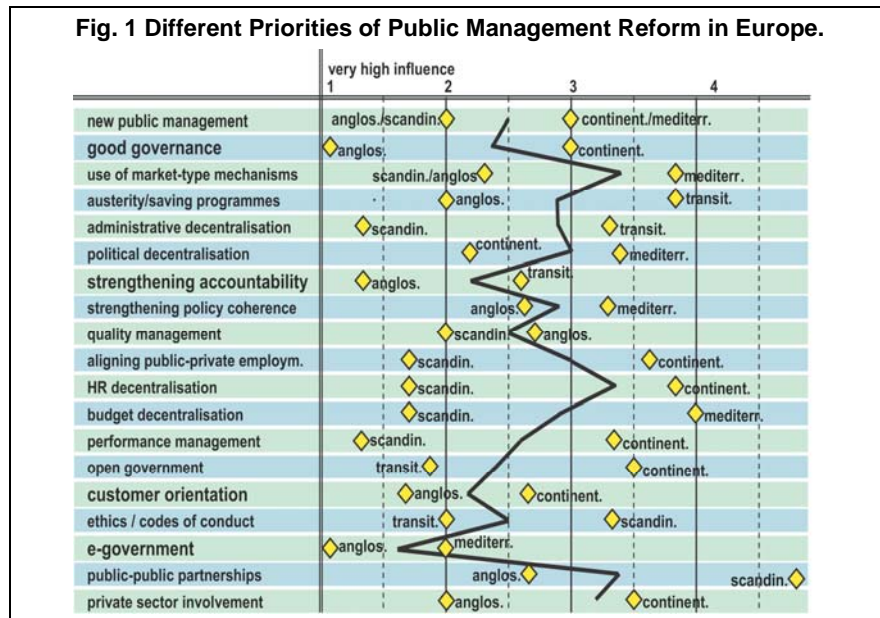 Fig. 1 Different Priorities of Public Management Reform in Europe.
very high influence
1 2 3 4
new public management anglos./scandin. continent./mediterr.
good governance anglos. continent.
use of market-type mechanisms scandin./anglos mediterr.
austerity/saving programmes anglos. transit.
administrative decentralisation scandin. transit.
political decentralisation continent. mediterr.
strengthening accountability anglos. transit.
strengthening policy coherence anglos. mediterr.
quality management scandin. anglos.
aligning public-private employm. scandin. continent.
HR decentralisation scandin. continent.
budget decentralisation scandin. mediterr.
performance management scandin. continent.
open government transit. continent.
customer orientation anglos. continent.
ethics / codes of conduct transit. scandin.
e-government anglos. mediterr.
public-public partnerships anglos. scandin.
private sector involvement anglos. continent.